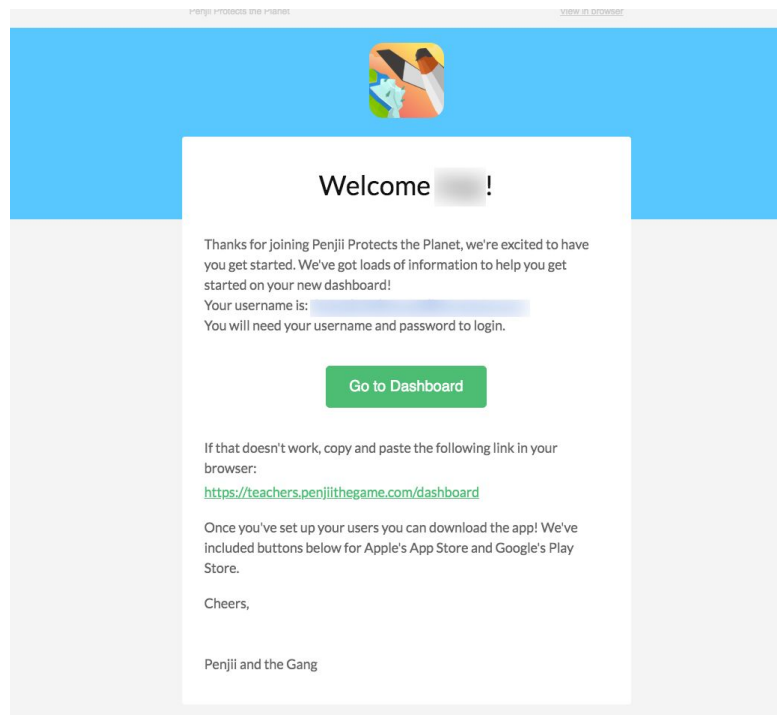 Penjii Protects the Planet
View in browser
Welcome !
Thanks for joining Penjii Protects the Planet, we're excited to have
you get started. We've got loads of information to help you get
started on your new dashboard!
Your username is:
You will need your username and password to login.
Go to Dashboard
If that doesn't work, copy and paste the following link in your
browser:
https://teachers.penjiithegame.com/dashboard
Once you've set up your users you can download the app! We've
included buttons below for Apple's App Store and Google's Play
Store.
Cheers,
Penjii and the Gang